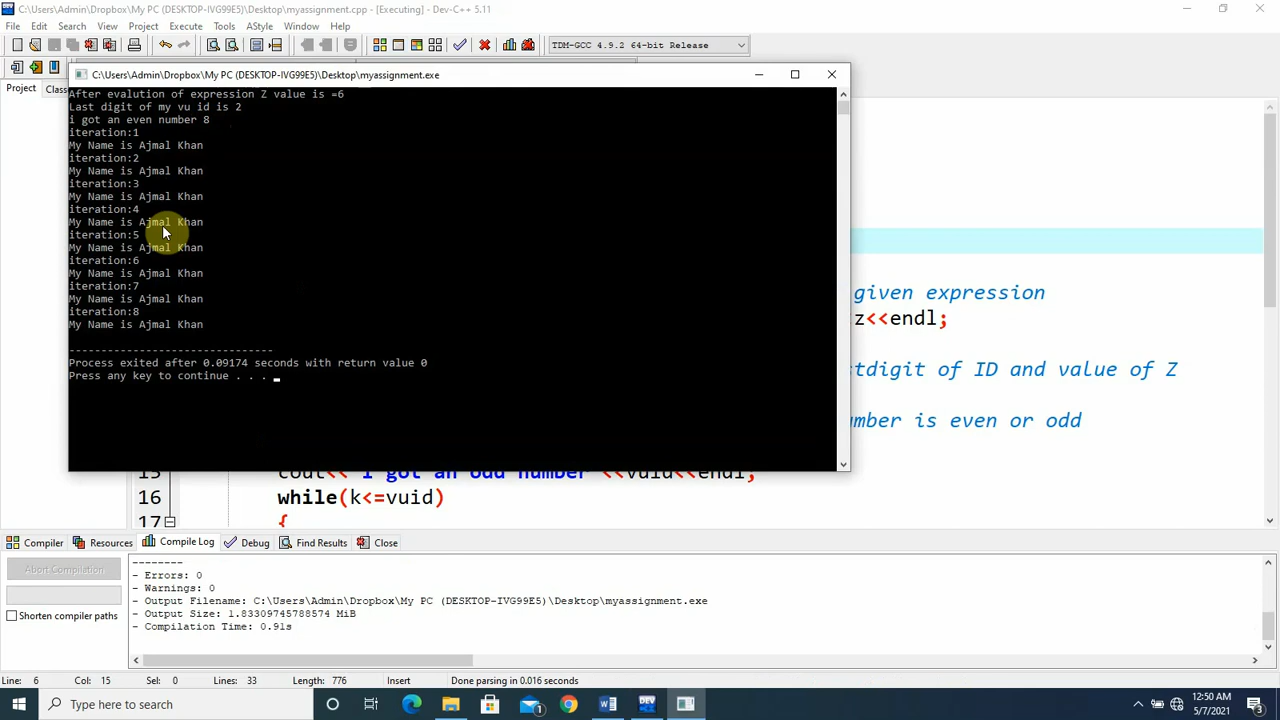 C:\Users\Admin\Dropbox\My PC (DESKTOP-IVG99E5)\Desktop\myassignment.cpp - [Executing] - Dev-C++ 5.11
File Edit Search View Project Execute Tools AStyle Window Help
TDM-GCC 4.9.2 64-bit Release
C:\Users\Admin\Dropbox\My PC (DESKTOP-IVG99E5)\Desktop\myassignment.exe
Project Class
After evalution of expression Z value is =6
Last digit of my vu id is 2
i got an even number 8
iteration:1
My Name is Ajmal Khan
iteration:2
My Name is Ajmal Khan
iteration:3
My Name is Ajmal Khan
iteration:4
My Name is Ajmal Khan
iteration:5
My Name is Ajmal Khan
iteration:6
My Name is Ajmal Khan
iteration:7
My Name is Ajmal Khan
iteration:8
My Name is Ajmal Khan
--------------------------------
Process exited after 0.09174 seconds with return value 0
Press any key to continue . . .
given expression
z<<endl;
stdigit of ID and value of Z
umber is even or odd
15 cout<<"i got an odd number "<<vuid<<endl;
16 while(k<=vuid)
17 {
Compiler Resources Compile Log Debug Find Results Close
Abort Compilation
Shorten compiler paths
--------
- Errors: 0
- Warnings: 0
- Output Filename: C:\Users\Admin\Dropbox\My PC (DESKTOP-IVG99E5)\Desktop\myassignment.exe
- Output Size: 1.83309745788574 MiB
- Compilation Time: 0.91s
Line: 6 Col: 15 Sel: 0 Lines: 33 Length: 776 Insert Done parsing in 0.016 seconds
Type here to search
12:50 AM
5/7/2021